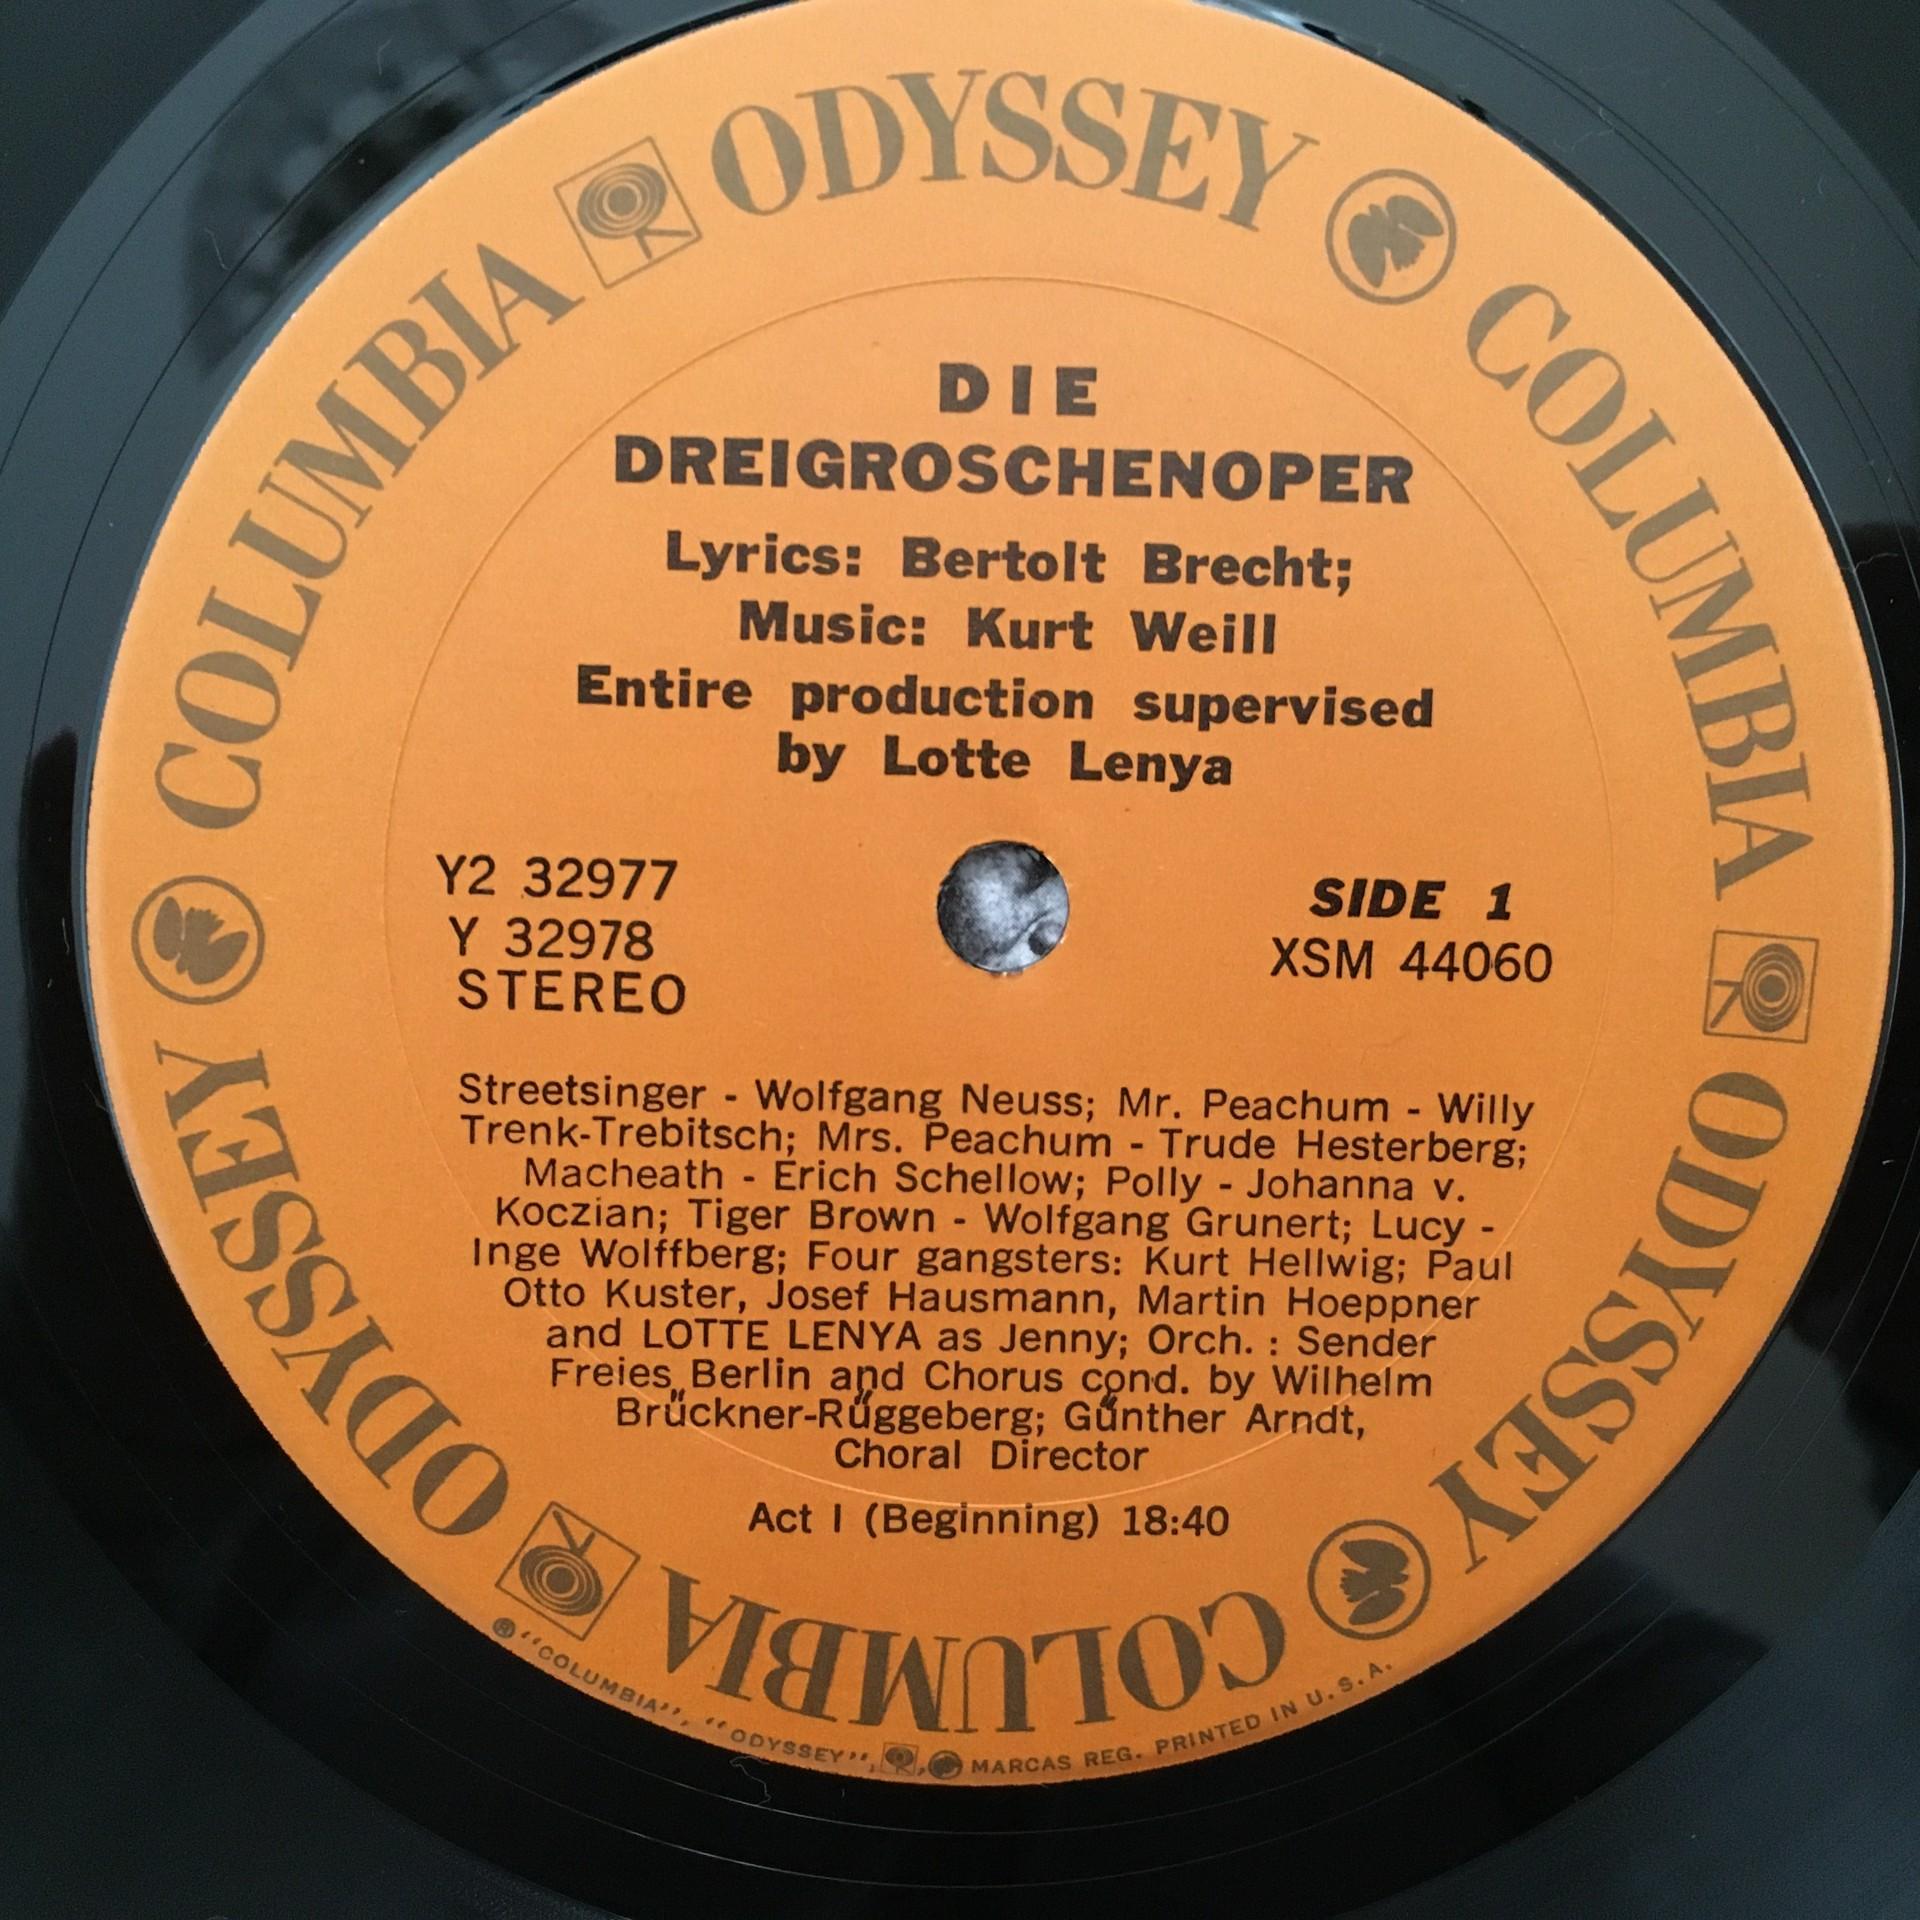 COLUMBIA ODYSSEY COLUMBIA ODYSSEY COLUMBIA ODYSSEY
DIE
DREIGROSCHENOPER
Lyrics: Bertolt Brecht;
Music: Kurt Weill
Entire production supervised
by Lotte Lenya
Y2 32977
Y 32978
STEREO
SIDE 1
XSM 44060
Streetsinger - Wolfgang Neuss; Mr. Peachum - Willy
Trenk-Trebitsch; Mrs. Peachum - Trude Hesterberg;
Macheath - Erich Schellow; Polly - Johanna v.
Koczian; Tiger Brown - Wolfgang Grunert; Lucy -
Inge Wolffberg; Four gangsters: Kurt Hellwig; Paul
Otto Kuster, Josef Hausmann, Martin Hoeppner
and LOTTE LENYA as Jenny; Orch. : Sender
Freies Berlin and Chorus cond. by Wilhelm
Brückner-Rüggeberg; Günther Arndt,
Choral Director
Act I (Beginning) 18:40
® "COLUMBIA", "ODYSSEY", , MARCAS REG. PRINTED IN U.S.A.